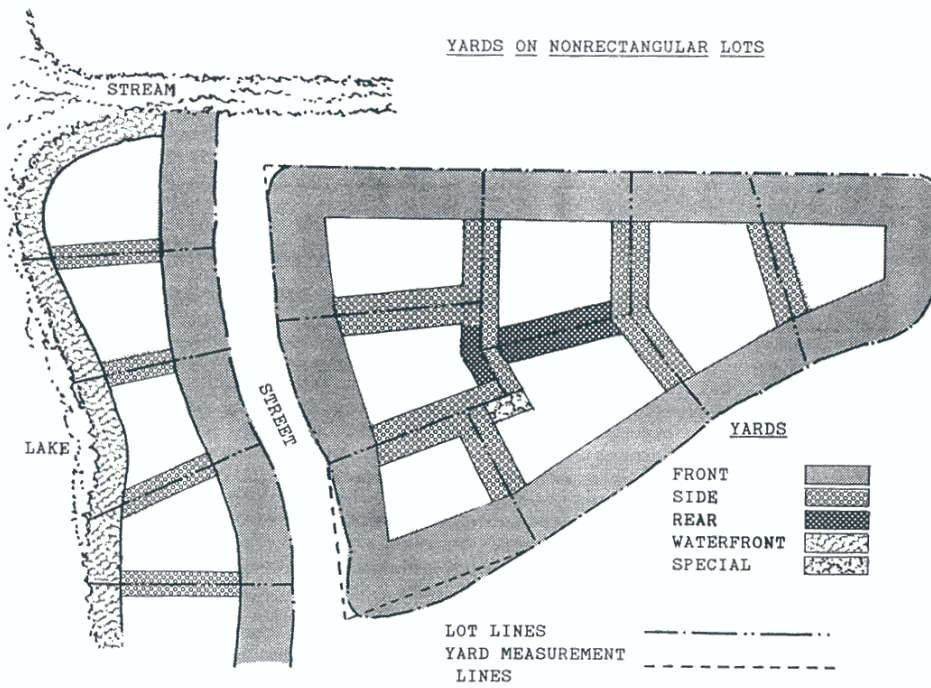 YARDS ON NONRECTANGULAR LOTS
STREAM
STREET
LAKE
YARDS
FRONT
SIDE
REAR
WATERFRONT
SPECIAL
LOT LINES
YARD MEASUREMENT
LINES